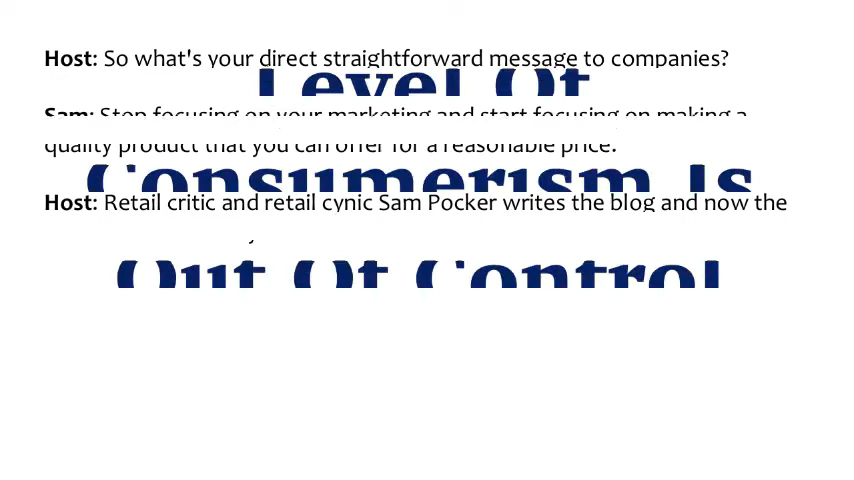 Host: So what's your direct straightforward message to companies?
Level Of
Sam: Stop focusing on your marketing and start focusing on making a
quality product that you can offer for a reasonable price.
Consumerism Is
Host: Retail critic and retail cynic Sam Pocker writes the blog and now the
Out Of Control